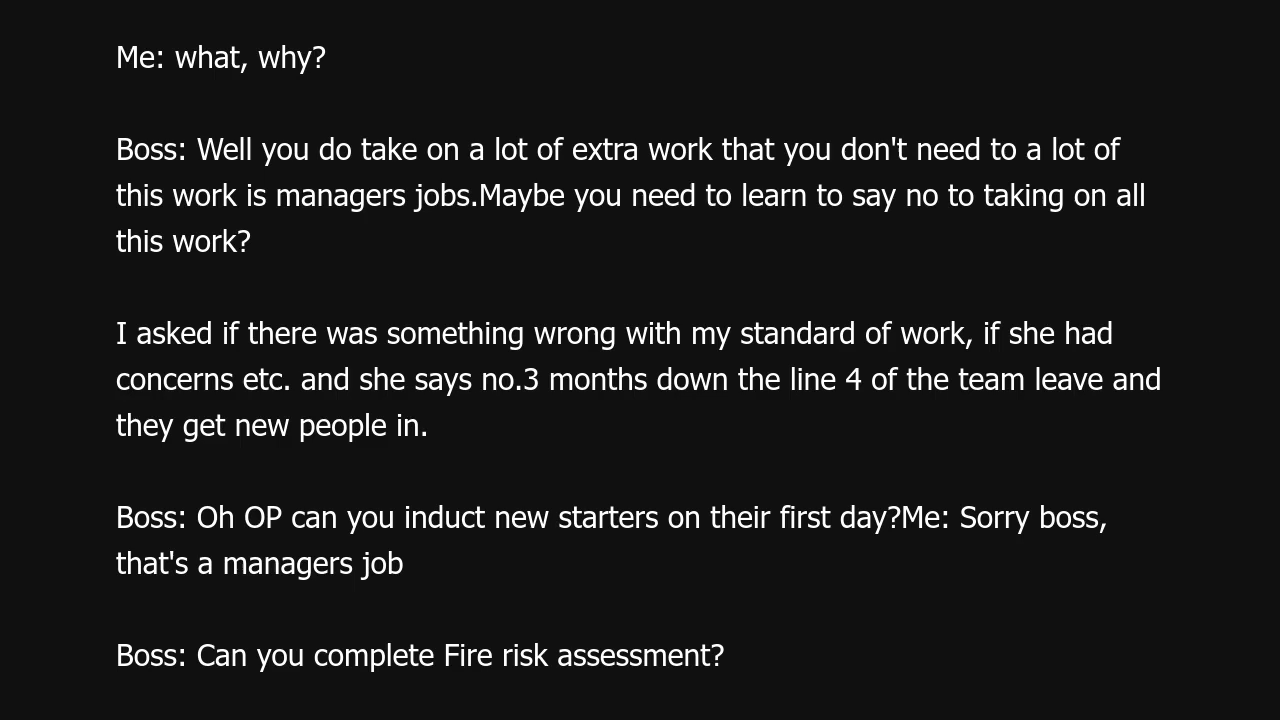 Me: what, why?
Boss: Well you do take on a lot of extra work that you don't need to a lot of
this work is managers jobs.Maybe you need to learn to say no to taking on all
this work?
I asked if there was something wrong with my standard of work, if she had
concerns etc. and she says no.3 months down the line 4 of the team leave and
they get new people in.
Boss: Oh OP can you induct new starters on their first day?Me: Sorry boss,
that's a managers job
Boss: Can you complete Fire risk assessment?